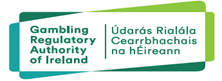 Gambling
Regulatory
Authority
of Ireland
Údarás Rialála
Cearrbhachais
na hÉireann